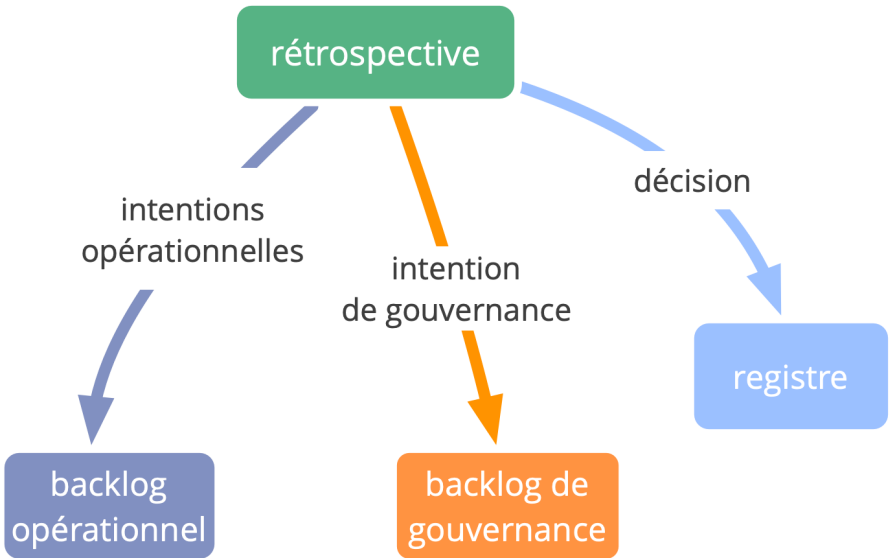 rétrospective
décision
intentions
opérationnelles
intention
de gouvernance
registre
backlog
opérationnel
backlog de
gouvernance